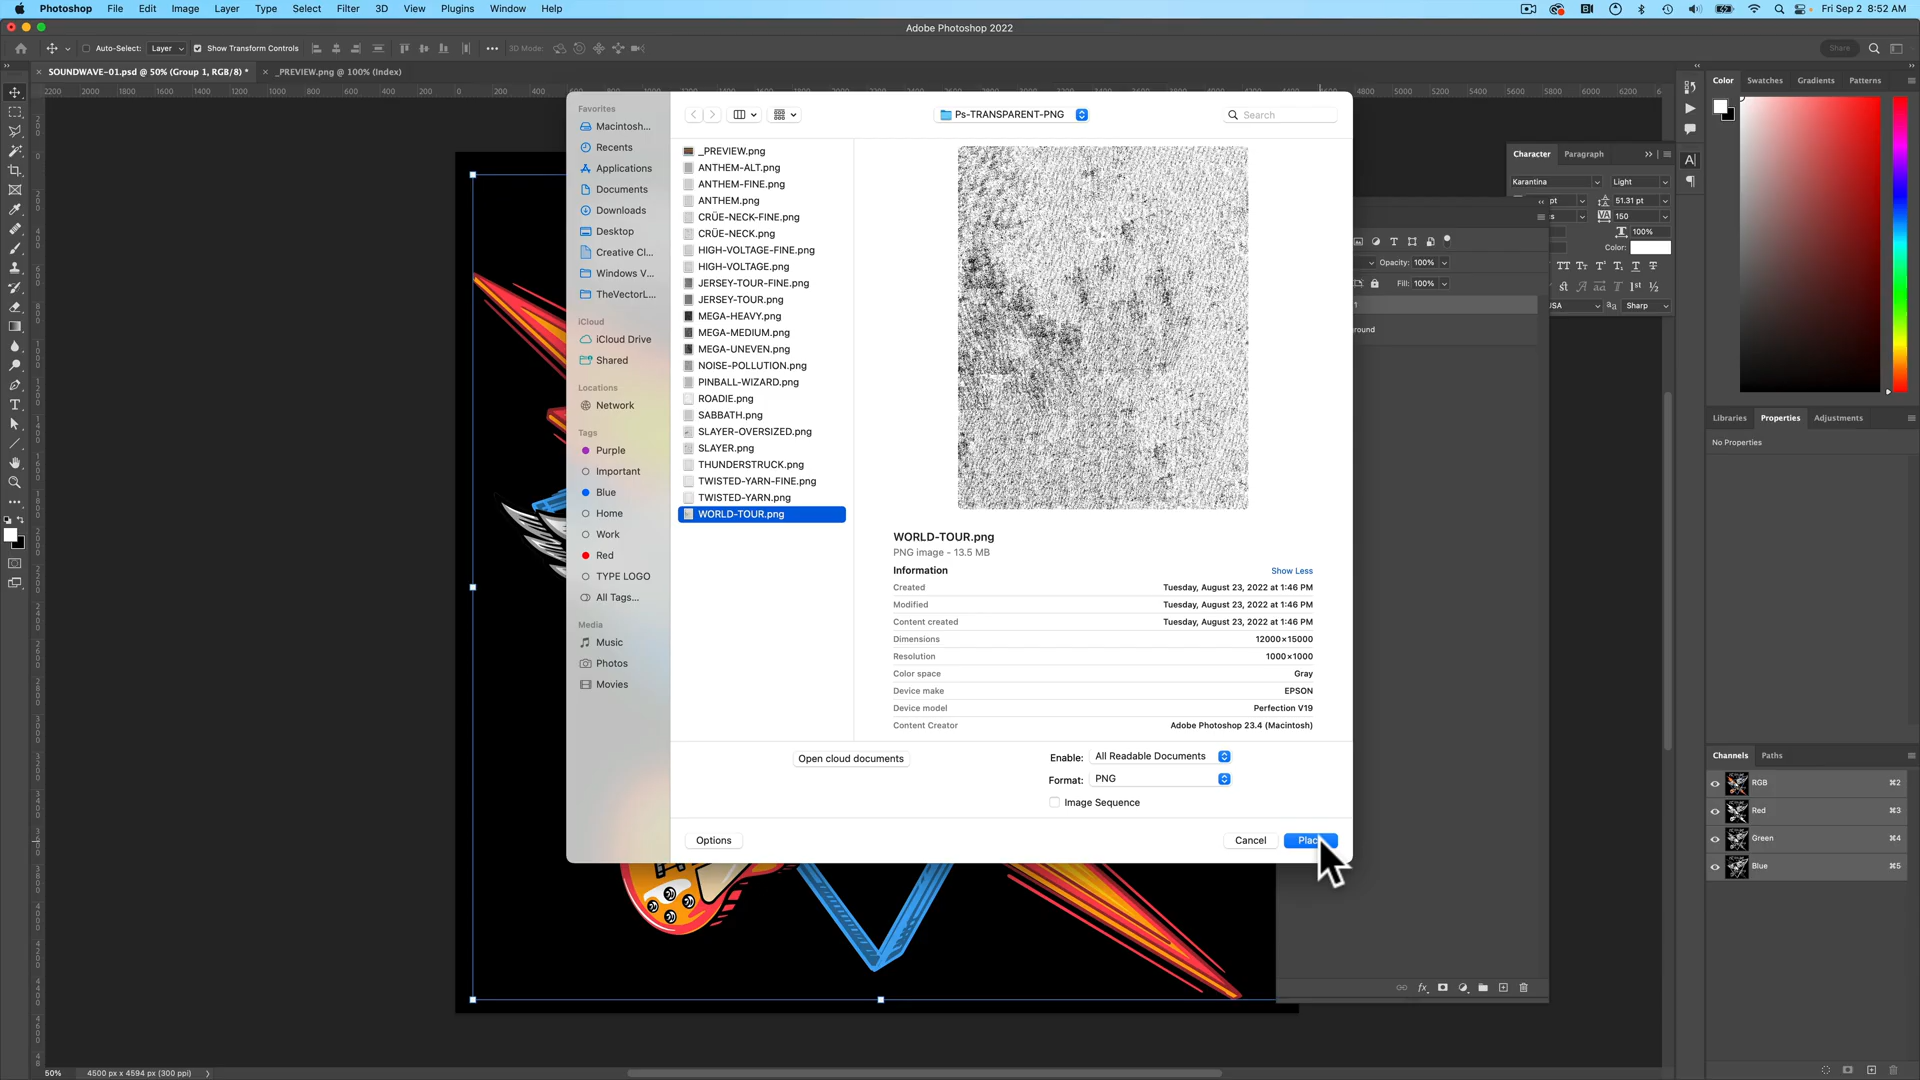 Photoshop File Edit Image Layer Type Select Filter 3D View Plugins Window Help
Fri Sep 2 8:52 AM
Adobe Photoshop 2022
Auto-Select: Layer Show Transform Controls
3D Mode:
Share
SOUNDWAVE-01.psd @ 50% (Group 1, RGB/8) *
_PREVIEW.png @ 100% (Index)
Favorites
Macintosh...
Recents
Applications
Documents
Downloads
Desktop
Creative Cl...
Windows V...
TheVectorL...
iCloud
iCloud Drive
Shared
Locations
Network
Tags
Purple
Important
Blue
Home
Work
Red
TYPE LOGO
All Tags...
Media
Music
Photos
Movies
Ps-TRANSPARENT-PNG
Search
_PREVIEW.png
ANTHEM-ALT.png
ANTHEM-FINE.png
ANTHEM.png
CRÜE-NECK-FINE.png
CRÜE-NECK.png
HIGH-VOLTAGE-FINE.png
HIGH-VOLTAGE.png
JERSEY-TOUR-FINE.png
JERSEY-TOUR.png
MEGA-HEAVY.png
MEGA-MEDIUM.png
MEGA-UNEVEN.png
NOISE-POLLUTION.png
PINBALL-WIZARD.png
ROADIE.png
SABBATH.png
SLAYER-OVERSIZED.png
SLAYER.png
THUNDERSTRUCK.png
TWISTED-YARN-FINE.png
TWISTED-YARN.png
WORLD-TOUR.png
WORLD-TOUR.png
PNG image - 13.5 MB
Information Show Less
Created Tuesday, August 23, 2022 at 1:46 PM
Modified Tuesday, August 23, 2022 at 1:46 PM
Content created Tuesday, August 23, 2022 at 1:46 PM
Dimensions 12000×15000
Resolution 1000×1000
Color space Gray
Device make EPSON
Device model Perfection V19
Content Creator Adobe Photoshop 23.4 (Macintosh)
Open cloud documents
Enable: All Readable Documents
Format: PNG
Image Sequence
Options
Cancel
Character Paragraph
Karantina Light
51.31 pt
150
100%
Color:
Sharp
Opacity: 100%
Fill: 100%
Color Swatches Gradients Patterns
Libraries Properties Adjustments
No Properties
Channels Paths
RGB ⌘2
Red ⌘3
Green ⌘4
Blue ⌘5
50% 4500 px x 4594 px (300 ppi)